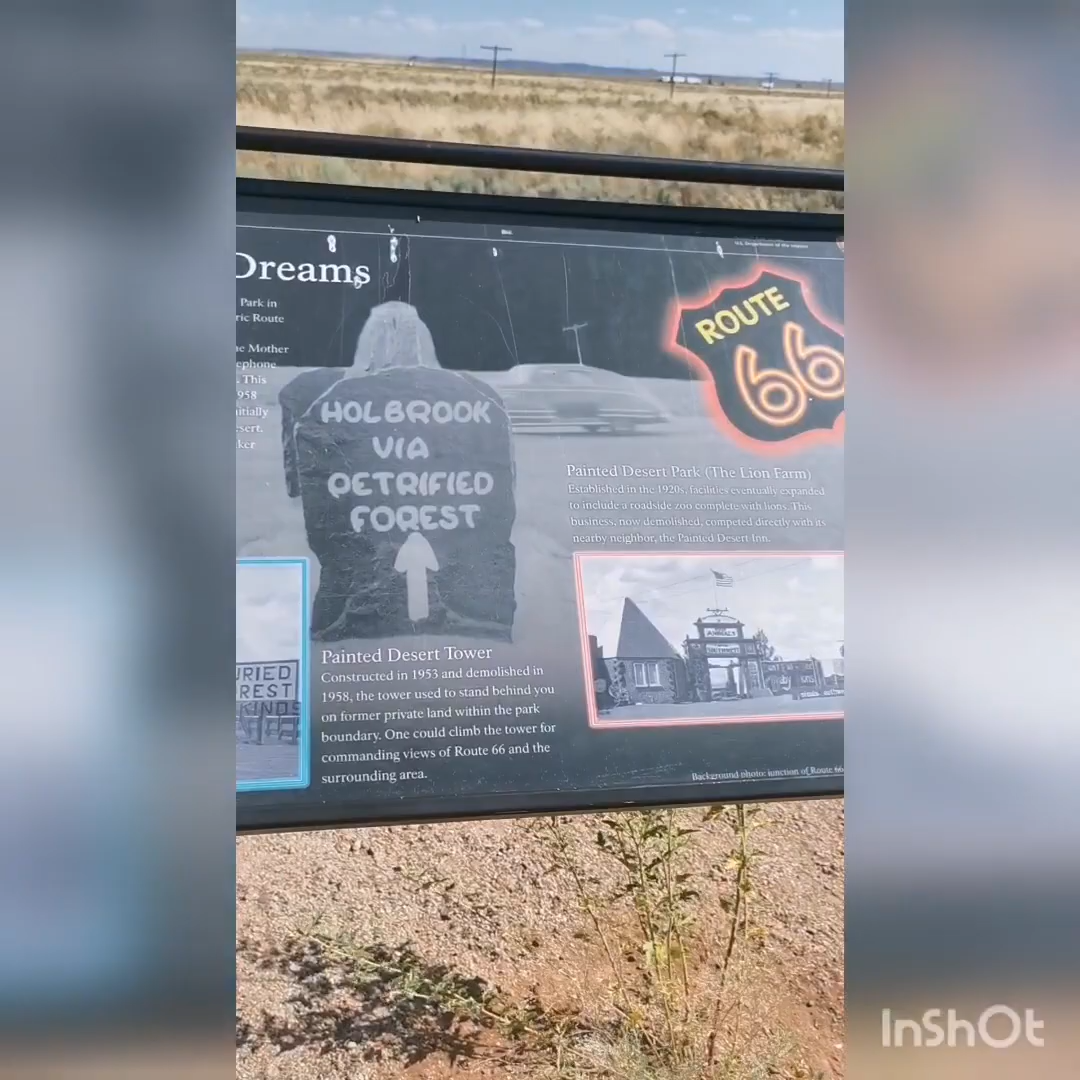 Dreams
Park in
ric Route
e Mother
ephone
. This
958
itially
esert.
ker
HOLBROOK
VIA
PETRIFIED
FOREST
ROUTE
66
Painted Desert Park (The Lion Farm)
Established in the 1920s, facilities eventually expanded
to include a roadside zoo complete with lions. This
business, now demolished, competed directly with its
nearby neighbor, the Painted Desert Inn.
URIED
REST
KINDS
Painted Desert Tower
Constructed in 1953 and demolished in
1958, the tower used to stand behind you
on former private land within the park
boundary. One could climb the tower for
commanding views of Route 66 and the
surrounding area.
ANIMALS
Background photo: junction of Route 66
InShOt